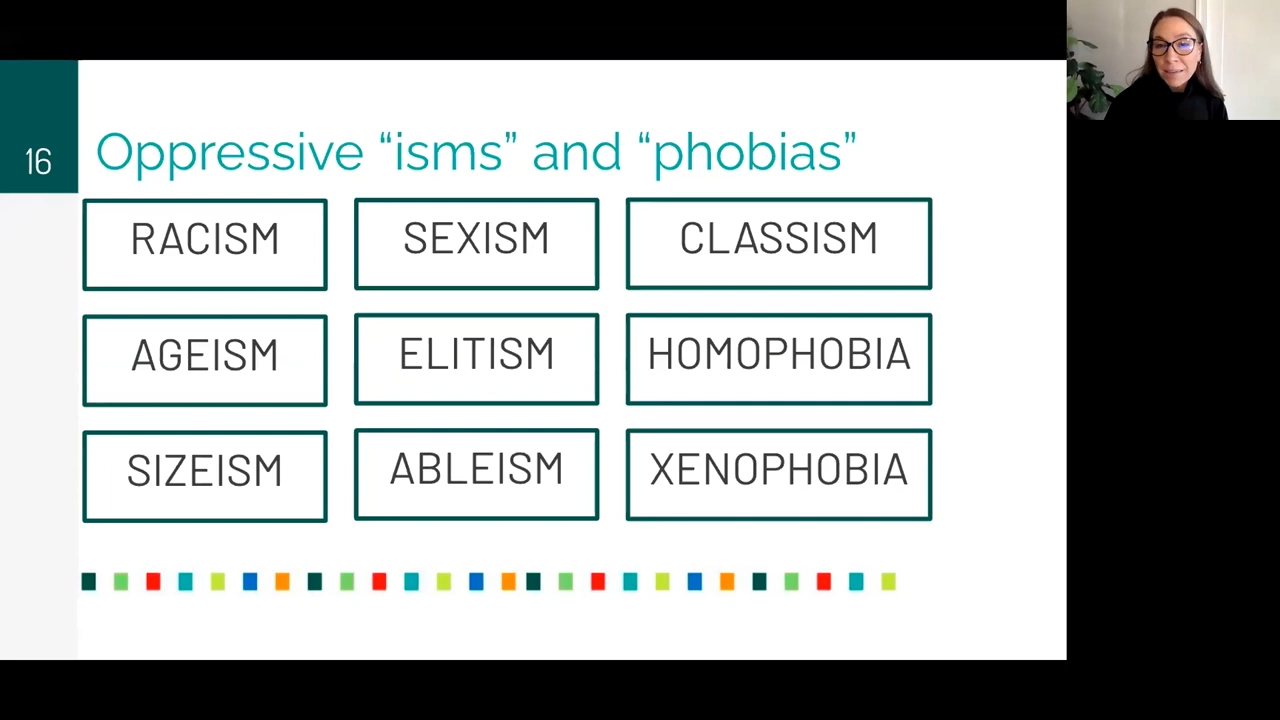 16
Oppressive “isms” and “phobias”
RACISM
SEXISM
CLASSISM
AGEISM
ELITISM
HOMOPHOBIA
SIZEISM
ABLEISM
XENOPHOBIA